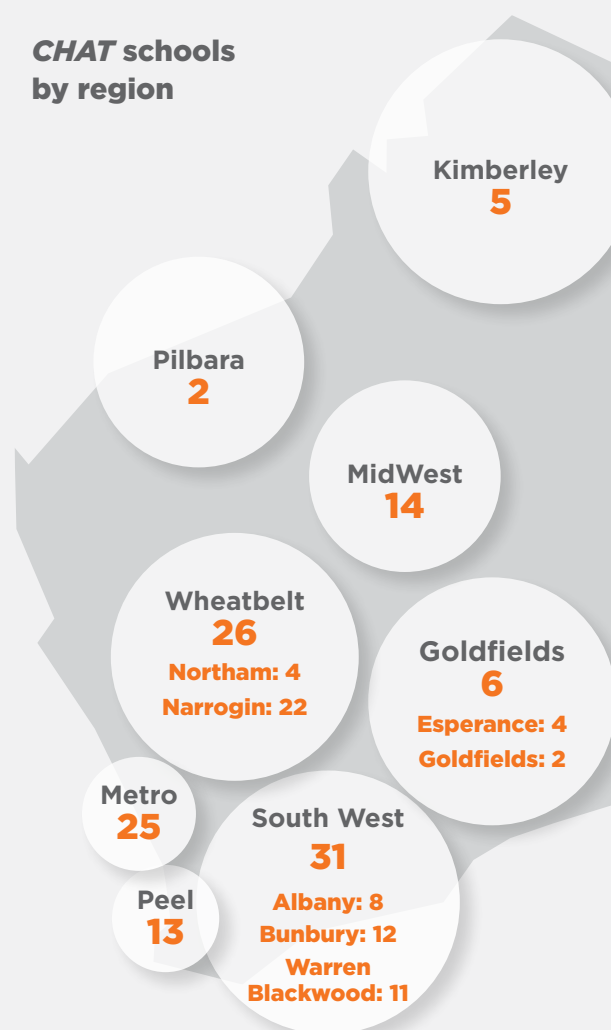 CHAT schools
by region
Kimberley
5
Pilbara
2
MidWest
14
Wheatbelt
26
Northam: 4
Narrogin: 22
Goldfields
6
Esperance: 4
Goldfields: 2
Metro
25
South West
31
Albany: 8
Bunbury: 12
Warren
Blackwood: 11
Peel
13